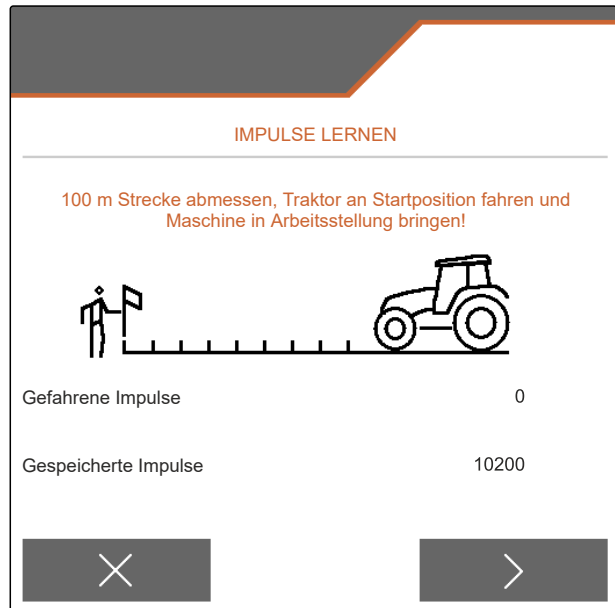 IMPULSE LERNEN
100 m Strecke abmessen, Traktor an Startposition fahren und
Maschine in Arbeitsstellung bringen!
Gefahrene Impulse 0
Gespeicherte Impulse 10200